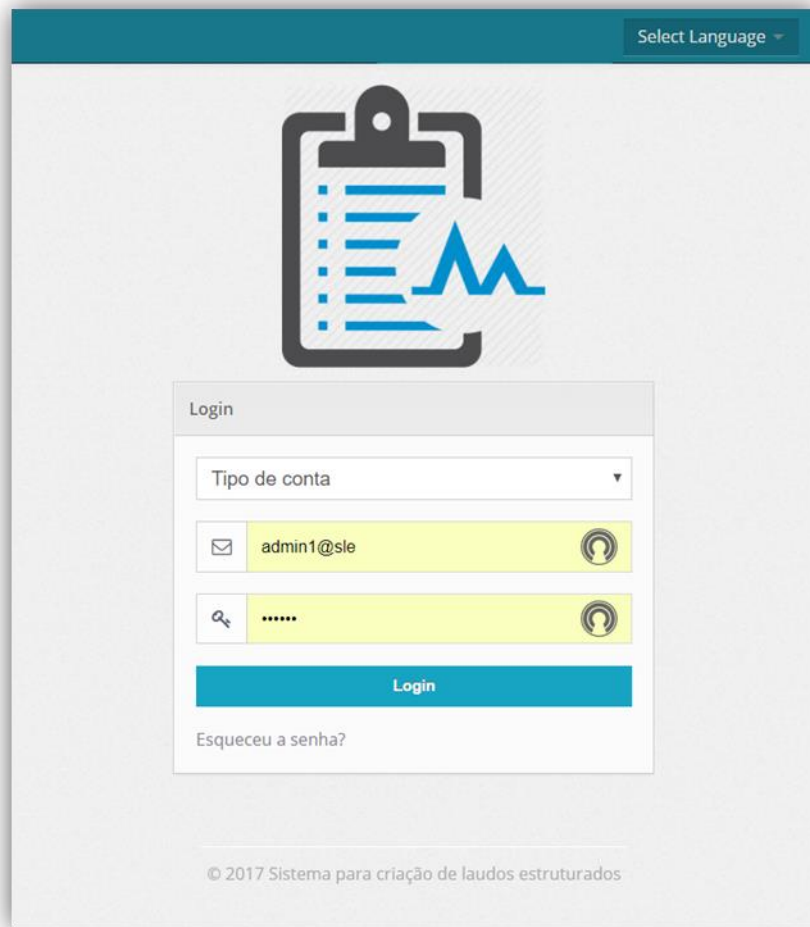 Select Language
Login
Tipo de conta
admin1@sle
••••••
Login
Esqueceu a senha?
© 2017 Sistema para criação de laudos estruturados